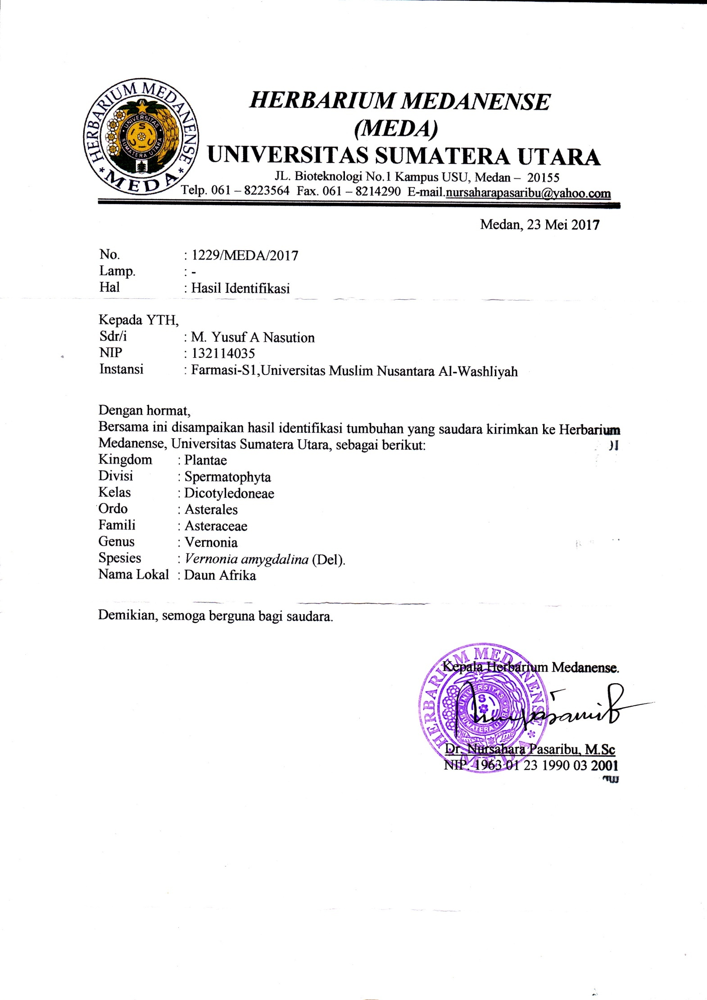 HERBARIUM MEDANENSE
MEDA
UNIVERSITAS
SUMATERA UTARA
HERBARIUM MEDANENSE
(MEDA)
UNIVERSITAS SUMATERA UTARA
JL. Bioteknologi No.1 Kampus USU, Medan – 20155
Telp. 061 – 8223564 Fax. 061 – 8214290 E-mail.nursaharapasaribu@yahoo.com
Medan, 23 Mei 2017
No. : 1229/MEDA/2017
Lamp. : -
Hal : Hasil Identifikasi
Kepada YTH,
Sdr/i : M. Yusuf A Nasution
NIP : 132114035
Instansi : Farmasi-S1,Universitas Muslim Nusantara Al-Washliyah
Dengan hormat,
Bersama ini disampaikan hasil identifikasi tumbuhan yang saudara kirimkan ke Herbarium
Medanense, Universitas Sumatera Utara, sebagai berikut:
Kingdom : Plantae
Divisi : Spermatophyta
Kelas : Dicotyledoneae
Ordo : Asterales
Famili : Asteraceae
Genus : Vernonia
Spesies : Vernonia amygdalina (Del).
Nama Lokal : Daun Afrika
Demikian, semoga berguna bagi saudara.
Kepala Herbarium Medanense.
HERBARIUM MEDANENSE
MEDA
UNIVERSITAS
SUMATERA UTARA
Dr. Nursahara Pasaribu, M.Sc
NIP. 1963 01 23 1990 03 2001